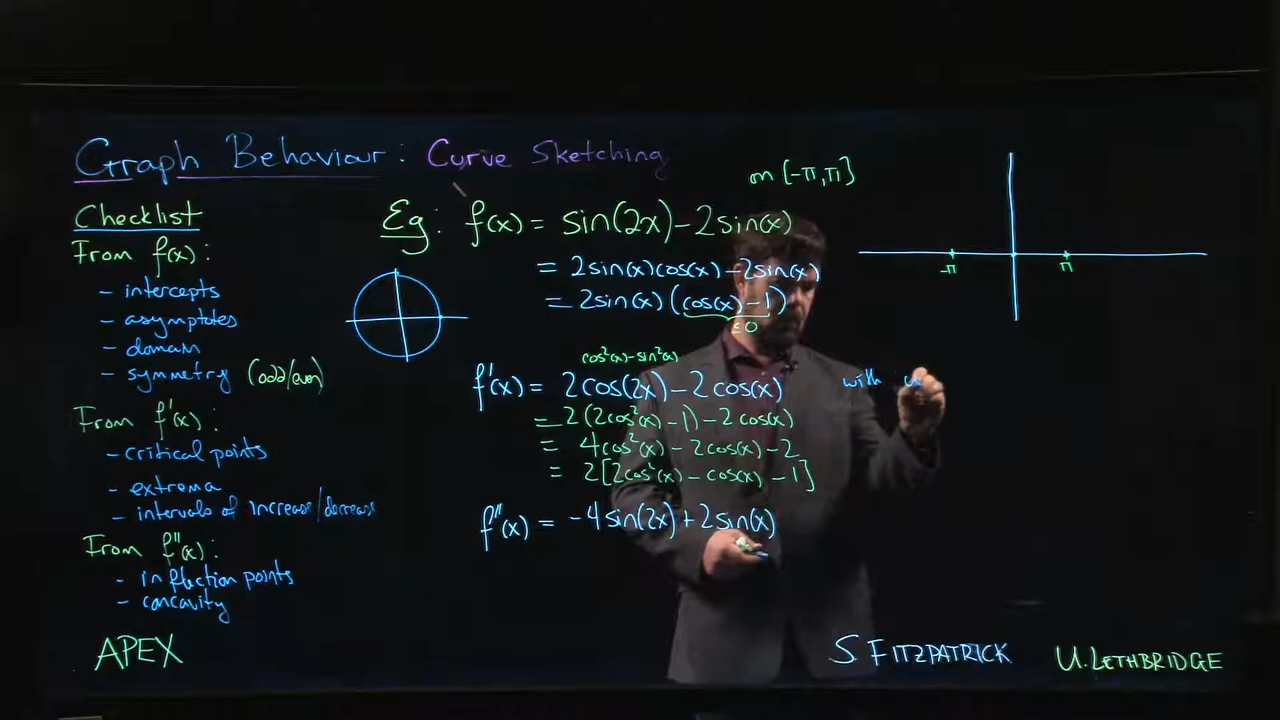 Graph Behaviour: Curve Sketching
Checklist
From f(x):
- intercepts
- asymptotes
- domain
- symmetry (odd/even)
From f'(x):
- critical points
- extrema
- intervals of increase/decrease
From f''(x):
- inflection points
- concavity
APEX
on [-π,π]
Eg: f(x) = sin(2x)-2sin(x)
= 2sin(x)cos(x)-2sin(x)
= 2sin(x)(cos(x)-1)
≤0
cos²(x)-sin²(x)
f'(x) = 2cos(2x)-2cos(x)
= 2(2cos²(x)-1)-2cos(x)
= 4cos²(x)-2cos(x)-2
= 2[2cos²(x)-cos(x)-1]
f''(x) = -4sin(2x)+2sin(x)
-π π
with
S. FITZPATRICK
U. LETHBRIDGE